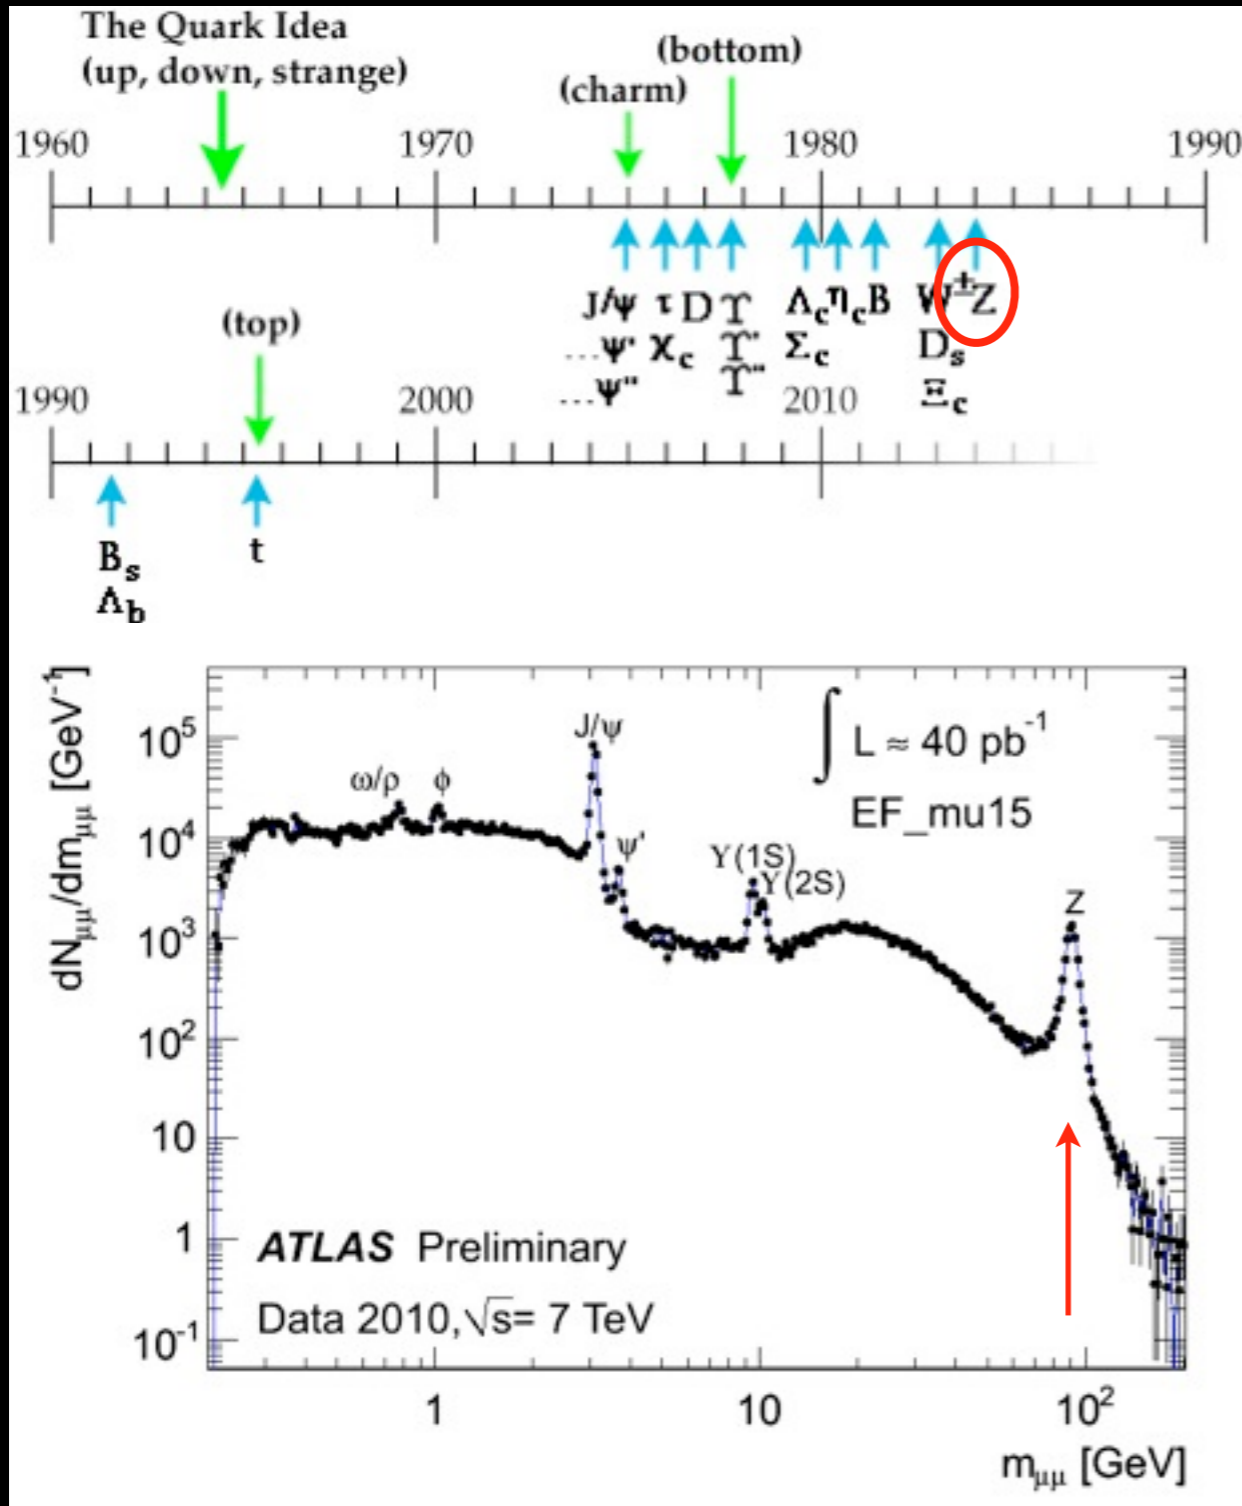 The Quark Idea
(up, down, strange)
(bottom)
(charm)
1960 1970 1980 1990
J/ψ τ D ϒ Λc ηc B W± Z
...ψ' χc ϒ' Σc Ds
...ψ'' ϒ'' Ξc
(top)
1990 2000 2010
Bs t
Λb
dNμμ/dmμμ [GeV⁻¹]
10⁵
10⁴
10³
10²
10
1
10⁻¹
J/ψ
ω/ρ φ
ψ'
ϒ(1S)
ϒ(2S)
Z
∫ L ≈ 40 pb⁻¹
EF_mu15
ATLAS Preliminary
Data 2010, √s= 7 TeV
1 10 10²
mμμ [GeV]